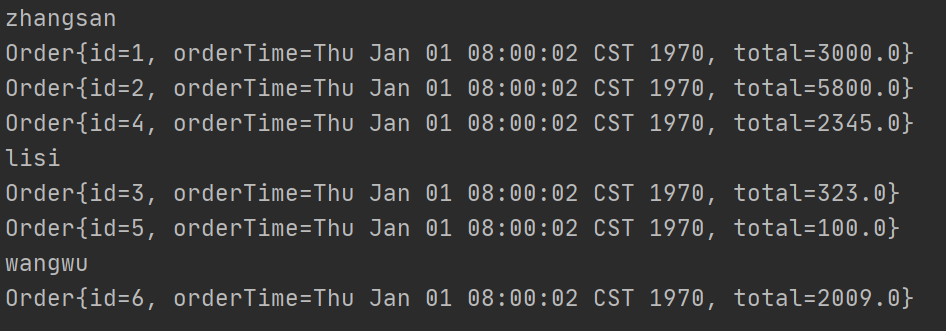 zhangsan
Order{id=1, orderTime=Thu Jan 01 08:00:02 CST 1970, total=3000.0}
Order{id=2, orderTime=Thu Jan 01 08:00:02 CST 1970, total=5800.0}
Order{id=4, orderTime=Thu Jan 01 08:00:02 CST 1970, total=2345.0}
lisi
Order{id=3, orderTime=Thu Jan 01 08:00:02 CST 1970, total=323.0}
Order{id=5, orderTime=Thu Jan 01 08:00:02 CST 1970, total=100.0}
wangwu
Order{id=6, orderTime=Thu Jan 01 08:00:02 CST 1970, total=2009.0}